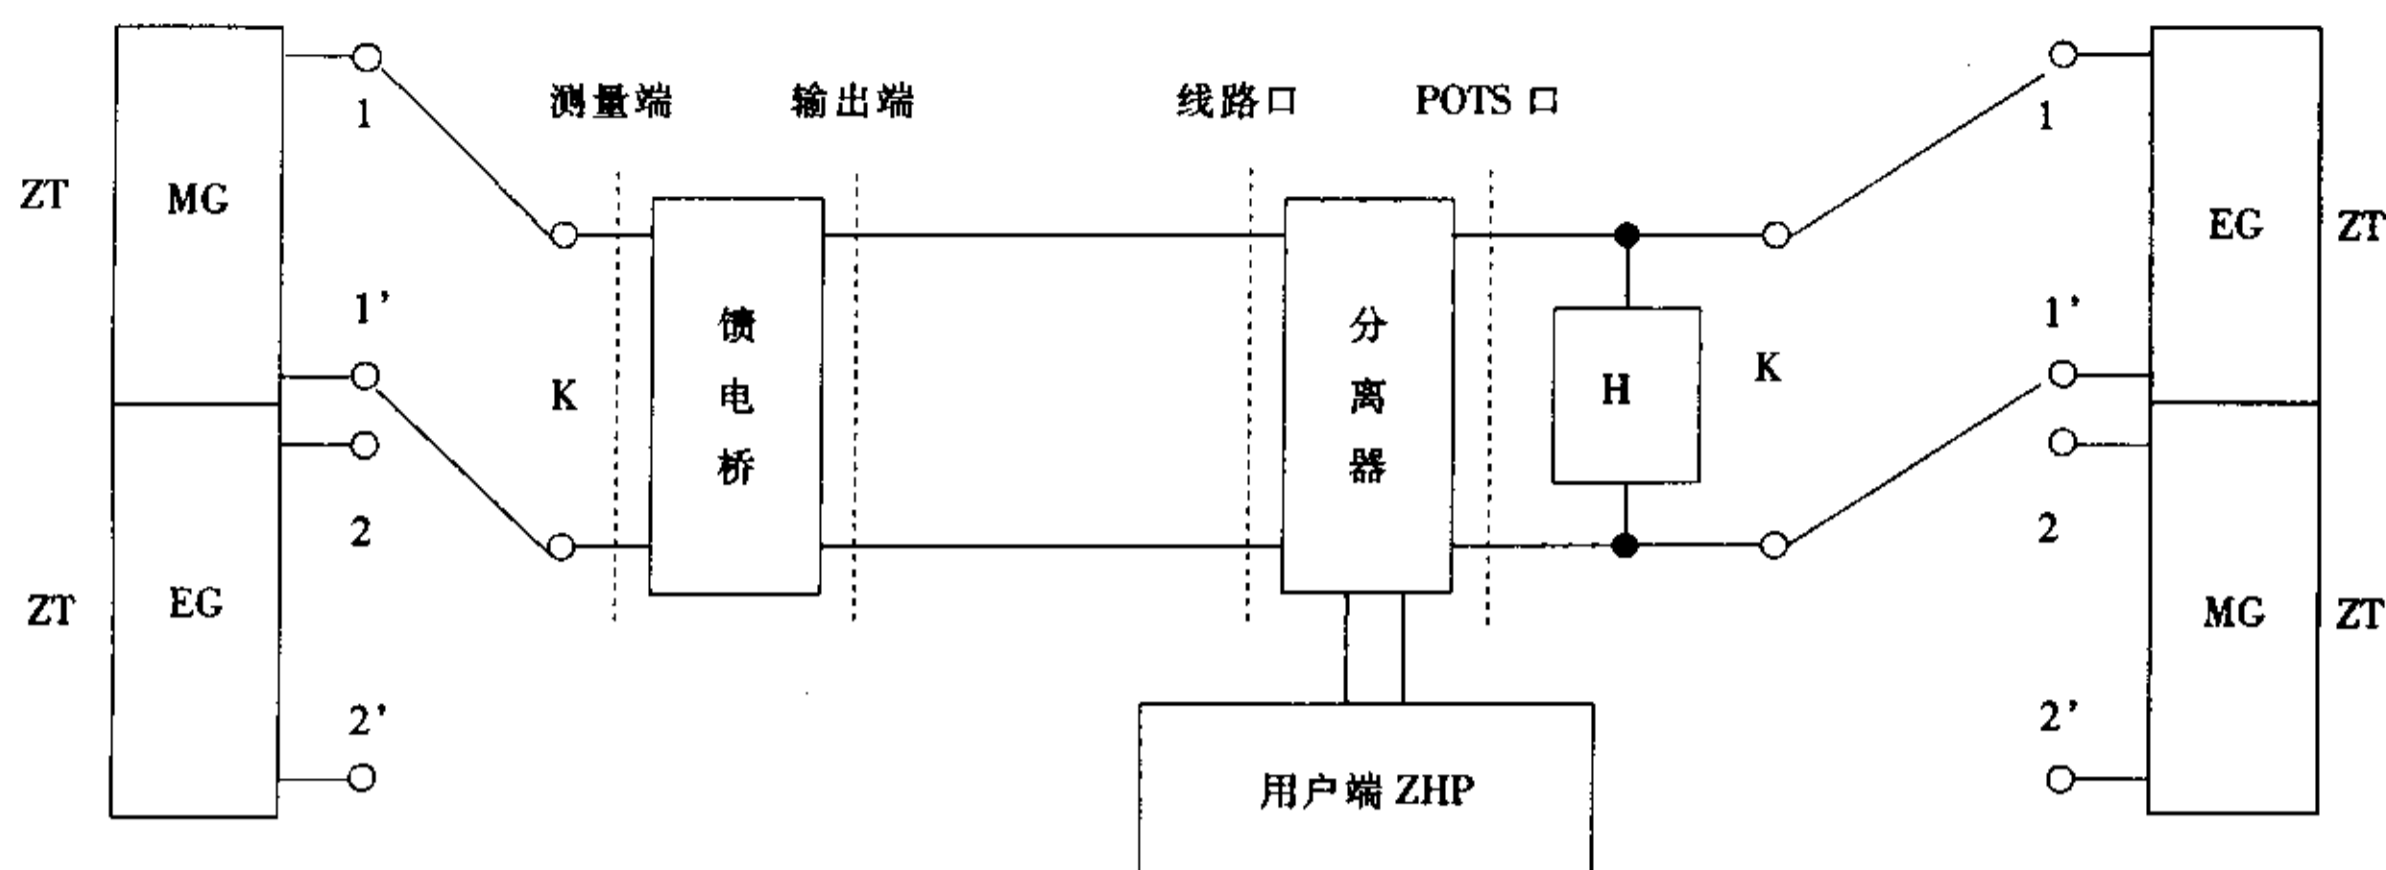 测量端 输出端 线路口 POTS 口
1 1
ZT MG EG ZT
1’ 1’
馈电桥 分离器
K H K
2 2
ZT EG MG ZT
2’ 2’
用户端 ZHP